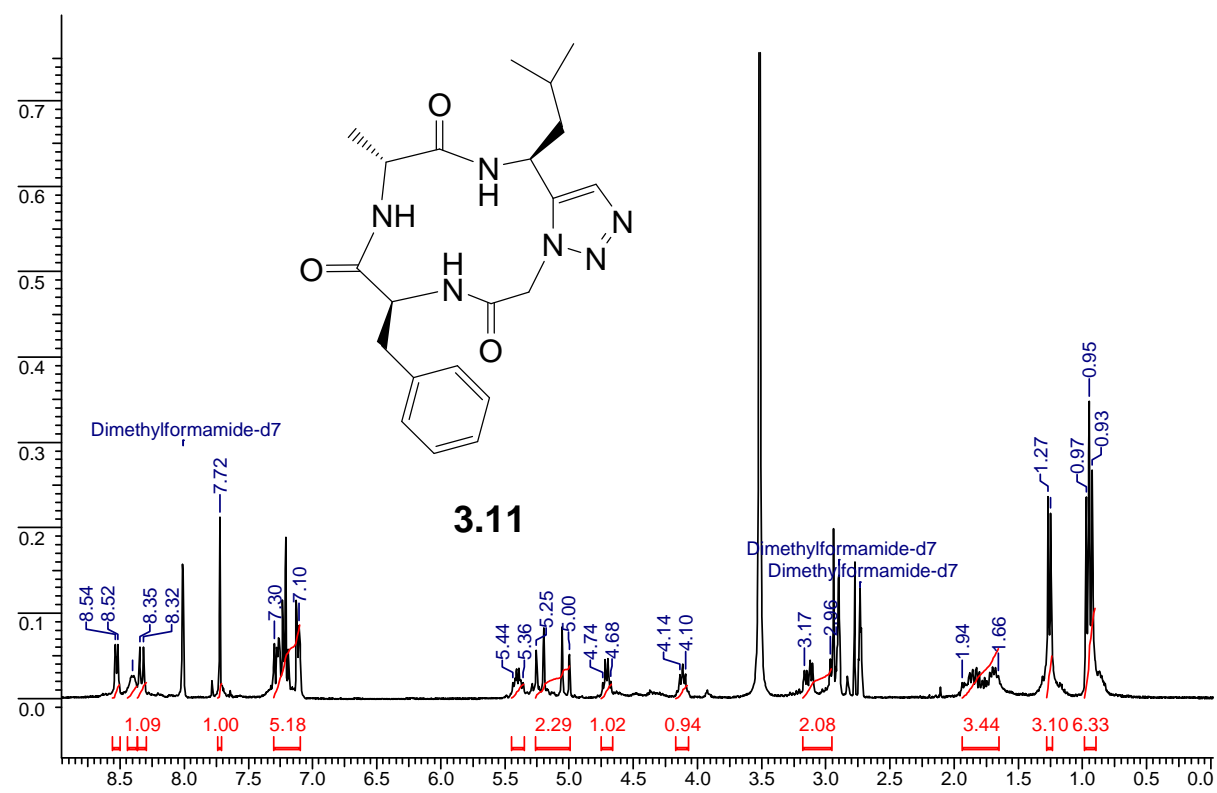 0.7
0.6
0.5
0.4
0.3
0.2
0.1
0.0
O
N
H
NH
O
H
N
O
N
N
N
3.11
Dimethylformamide-d7
Dimethylformamide-d7
Dimethylformamide-d7
8.54
8.52
8.35
8.32
7.72
7.30
7.10
5.44
5.36
5.25
5.00
4.74
4.68
4.14
4.10
3.17
2.96
1.94
1.66
1.27
0.97
0.95
0.93
1.09 1.00 5.18 2.29 1.02 0.94 2.08 3.44 3.10 6.33
8.5 8.0 7.5 7.0 6.5 6.0 5.5 5.0 4.5 4.0 3.5 3.0 2.5 2.0 1.5 1.0 0.5 0.0